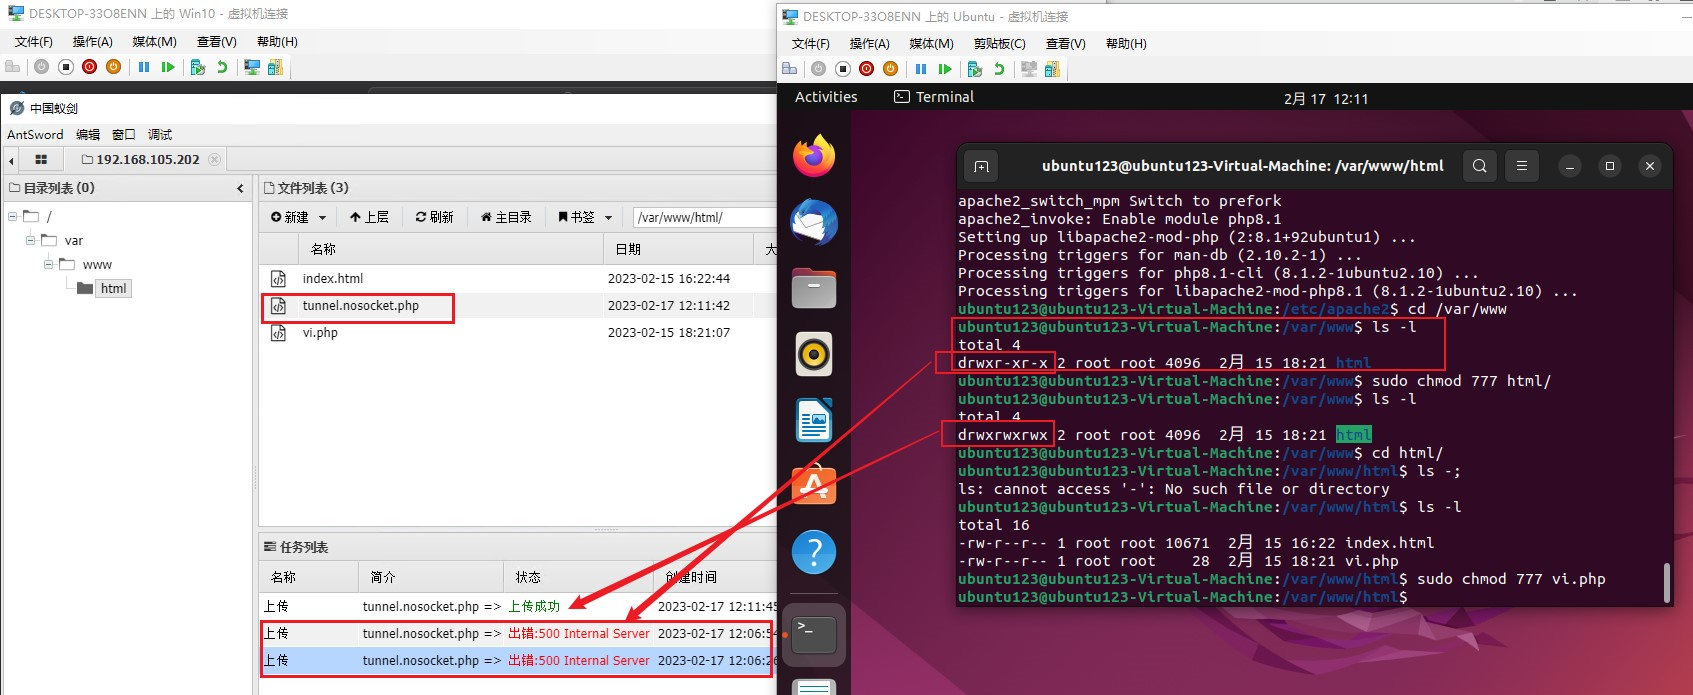 DESKTOP-33O8ENN 上的 Win10 - 虚拟机连接
文件(F) 操作(A) 媒体(M) 查看(V) 帮助(H)
中国蚁剑
AntSword 编辑 窗口 调试
192.168.105.202
目录列表 (0)
/
var
www
html
文件列表 (3)
新建 上层 刷新 主目录 书签 /var/www/html/
名称 日期 大
index.html 2023-02-15 16:22:44
tunnel.nosocket.php 2023-02-17 12:11:42
vi.php 2023-02-15 18:21:07
任务列表
名称 简介 状态 创建时间
上传 tunnel.nosocket.php => 上传成功 2023-02-17 12:11:45
上传 tunnel.nosocket.php => 出错:500 Internal Server 2023-02-17 12:06:54
上传 tunnel.nosocket.php => 出错:500 Internal Server 2023-02-17 12:06:26
DESKTOP-33O8ENN 上的 Ubuntu - 虚拟机连接
文件(F) 操作(A) 媒体(M) 剪贴板(C) 查看(V) 帮助(H)
Activities Terminal 2月 17 12:11
ubuntu123@ubuntu123-Virtual-Machine: /var/www/html
apache2_switch_mpm Switch to prefork
apache2_invoke: Enable module php8.1
Setting up libapache2-mod-php (2:8.1+92ubuntu1) ...
Processing triggers for man-db (2.10.2-1) ...
Processing triggers for php8.1-cli (8.1.2-1ubuntu2.10) ...
Processing triggers for libapache2-mod-php8.1 (8.1.2-1ubuntu2.10) ...
ubuntu123@ubuntu123-Virtual-Machine:/etc/apache2$ cd /var/www
ubuntu123@ubuntu123-Virtual-Machine:/var/www$ ls -l
total 4
drwxr-xr-x 2 root root 4096 2月 15 18:21 html
ubuntu123@ubuntu123-Virtual-Machine:/var/www$ sudo chmod 777 html/
ubuntu123@ubuntu123-Virtual-Machine:/var/www$ ls -l
total 4
drwxrwxrwx 2 root root 4096 2月 15 18:21 html
ubuntu123@ubuntu123-Virtual-Machine:/var/www$ cd html/
ubuntu123@ubuntu123-Virtual-Machine:/var/www/html$ ls -;
ls: cannot access '-': No such file or directory
ubuntu123@ubuntu123-Virtual-Machine:/var/www/html$ ls -l
total 16
-rw-r--r-- 1 root root 10671 2月 15 16:22 index.html
-rw-r--r-- 1 root root 28 2月 15 18:21 vi.php
ubuntu123@ubuntu123-Virtual-Machine:/var/www/html$ sudo chmod 777 vi.php
ubuntu123@ubuntu123-Virtual-Machine:/var/www/html$